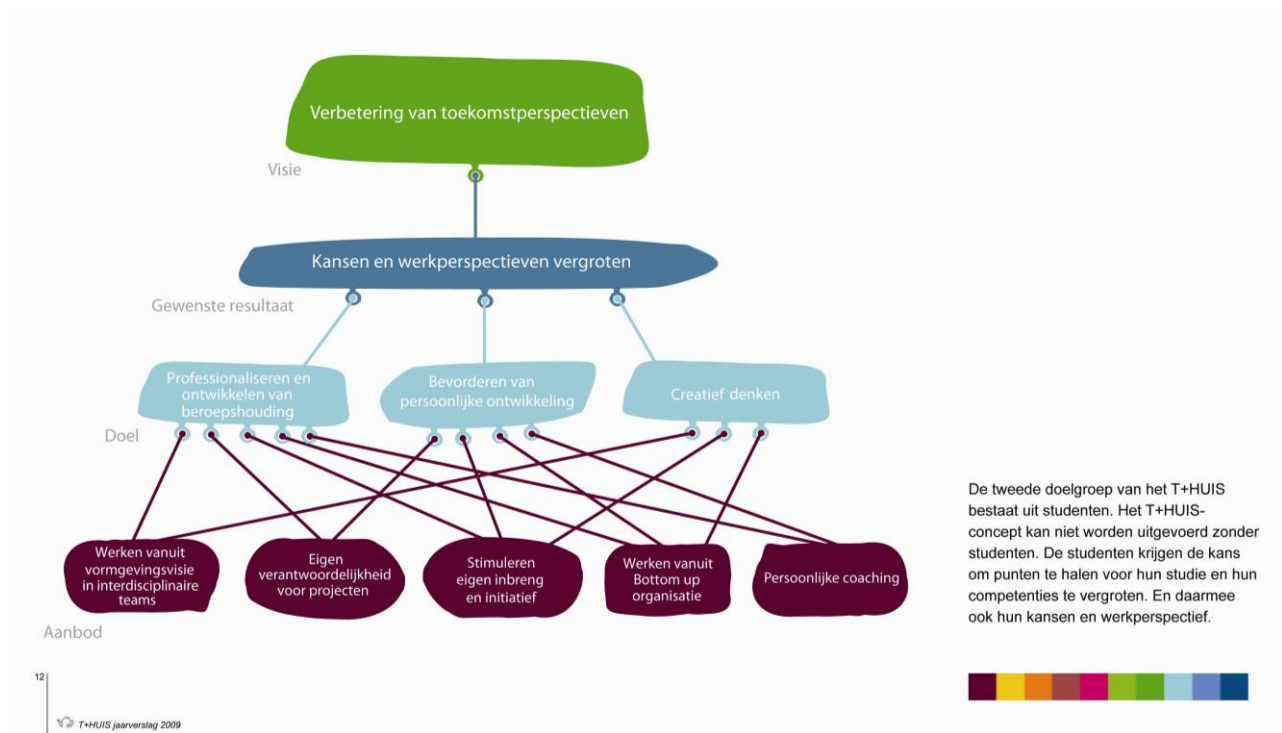 Verbetering van toekomstperspectieven
Visie
Kansen en werkperspectieven vergroten
Gewenste resultaat
Professionaliseren en
ontwikkelen van
beroepshouding
Bevorderen van
persoonlijke ontwikkeling
Creatief denken
Doel
Werken vanuit
vormgevingsvisie
in interdisciplinaire
teams
Eigen
verantwoordelijkheid
voor projecten
Stimuleren
eigen inbreng
en initiatief
Werken vanuit
Bottom up
organisatie
Persoonlijke coaching
Aanbod
De tweede doelgroep van het T+HUIS
bestaat uit studenten. Het T+HUIS-
concept kan niet worden uitgevoerd zonder
studenten. De studenten krijgen de kans
om punten te halen voor hun studie en hun
competenties te vergroten. En daarmee
ook hun kansen en werkperspectief.
12
T+HUIS jaarverslag 2009